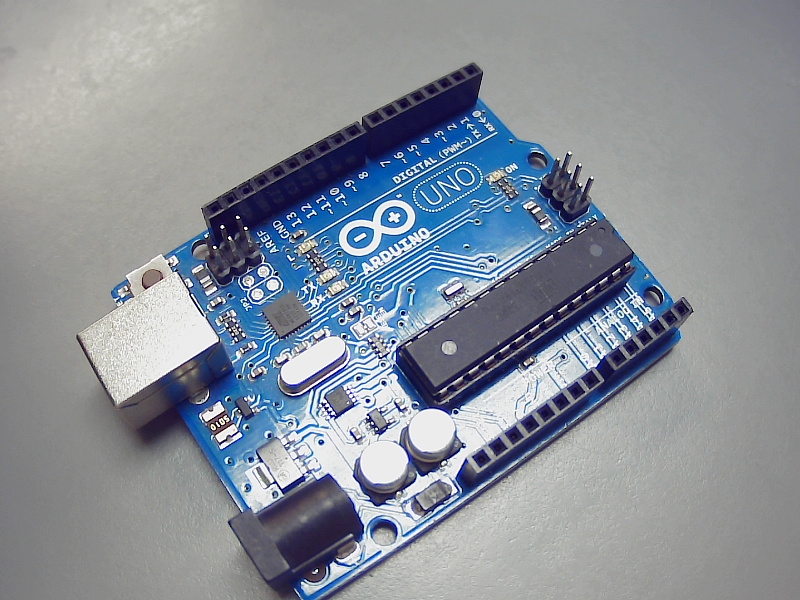 AREF
GND
13
12
~11
~10
~9
8
7
~6
~5
4
~3
2
TX→1
RX←0
DIGITAL (PWM~)
UNO
ON
ARDUINO
L
TX
RX